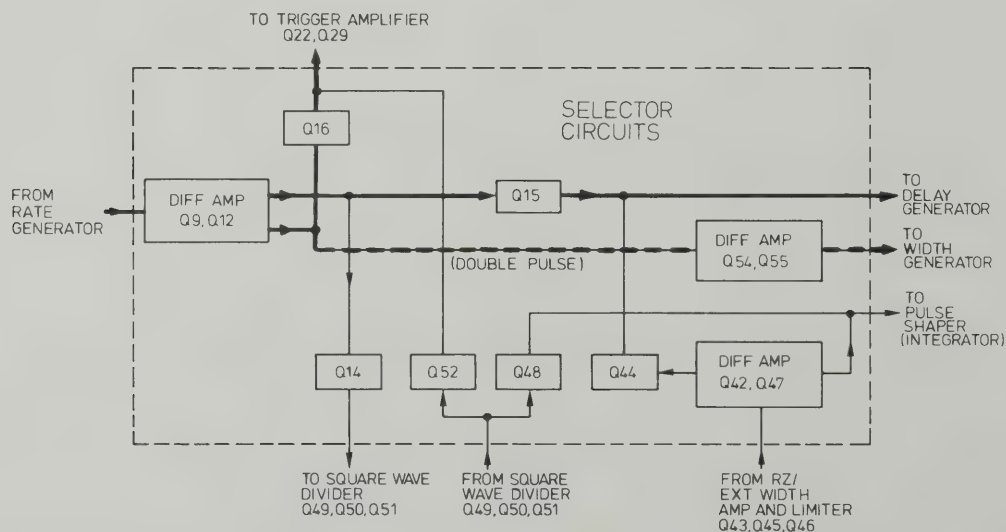 TO TRIGGER AMPLIFIER
Q22,Q29
SELECTOR
CIRCUITS
Q16
FROM
RATE
GENERATOR
DIFF AMP
Q9,Q12
Q15
TO
DELAY
GENERATOR
(DOUBLE PULSE)
DIFF AMP
Q54,Q55
TO
WIDTH
GENERATOR
TO
PULSE
SHAPER
(INTEGRATOR)
Q14
Q52
Q48
Q44
DIFF AMP
Q42,Q47
TO SQUARE WAVE
DIVIDER
Q49,Q50,Q51
FROM SQUARE
WAVE DIVIDER
Q49,Q50,Q51
FROM RZ/
EXT WIDTH
AMP AND LIMITER
Q43,Q45,Q46